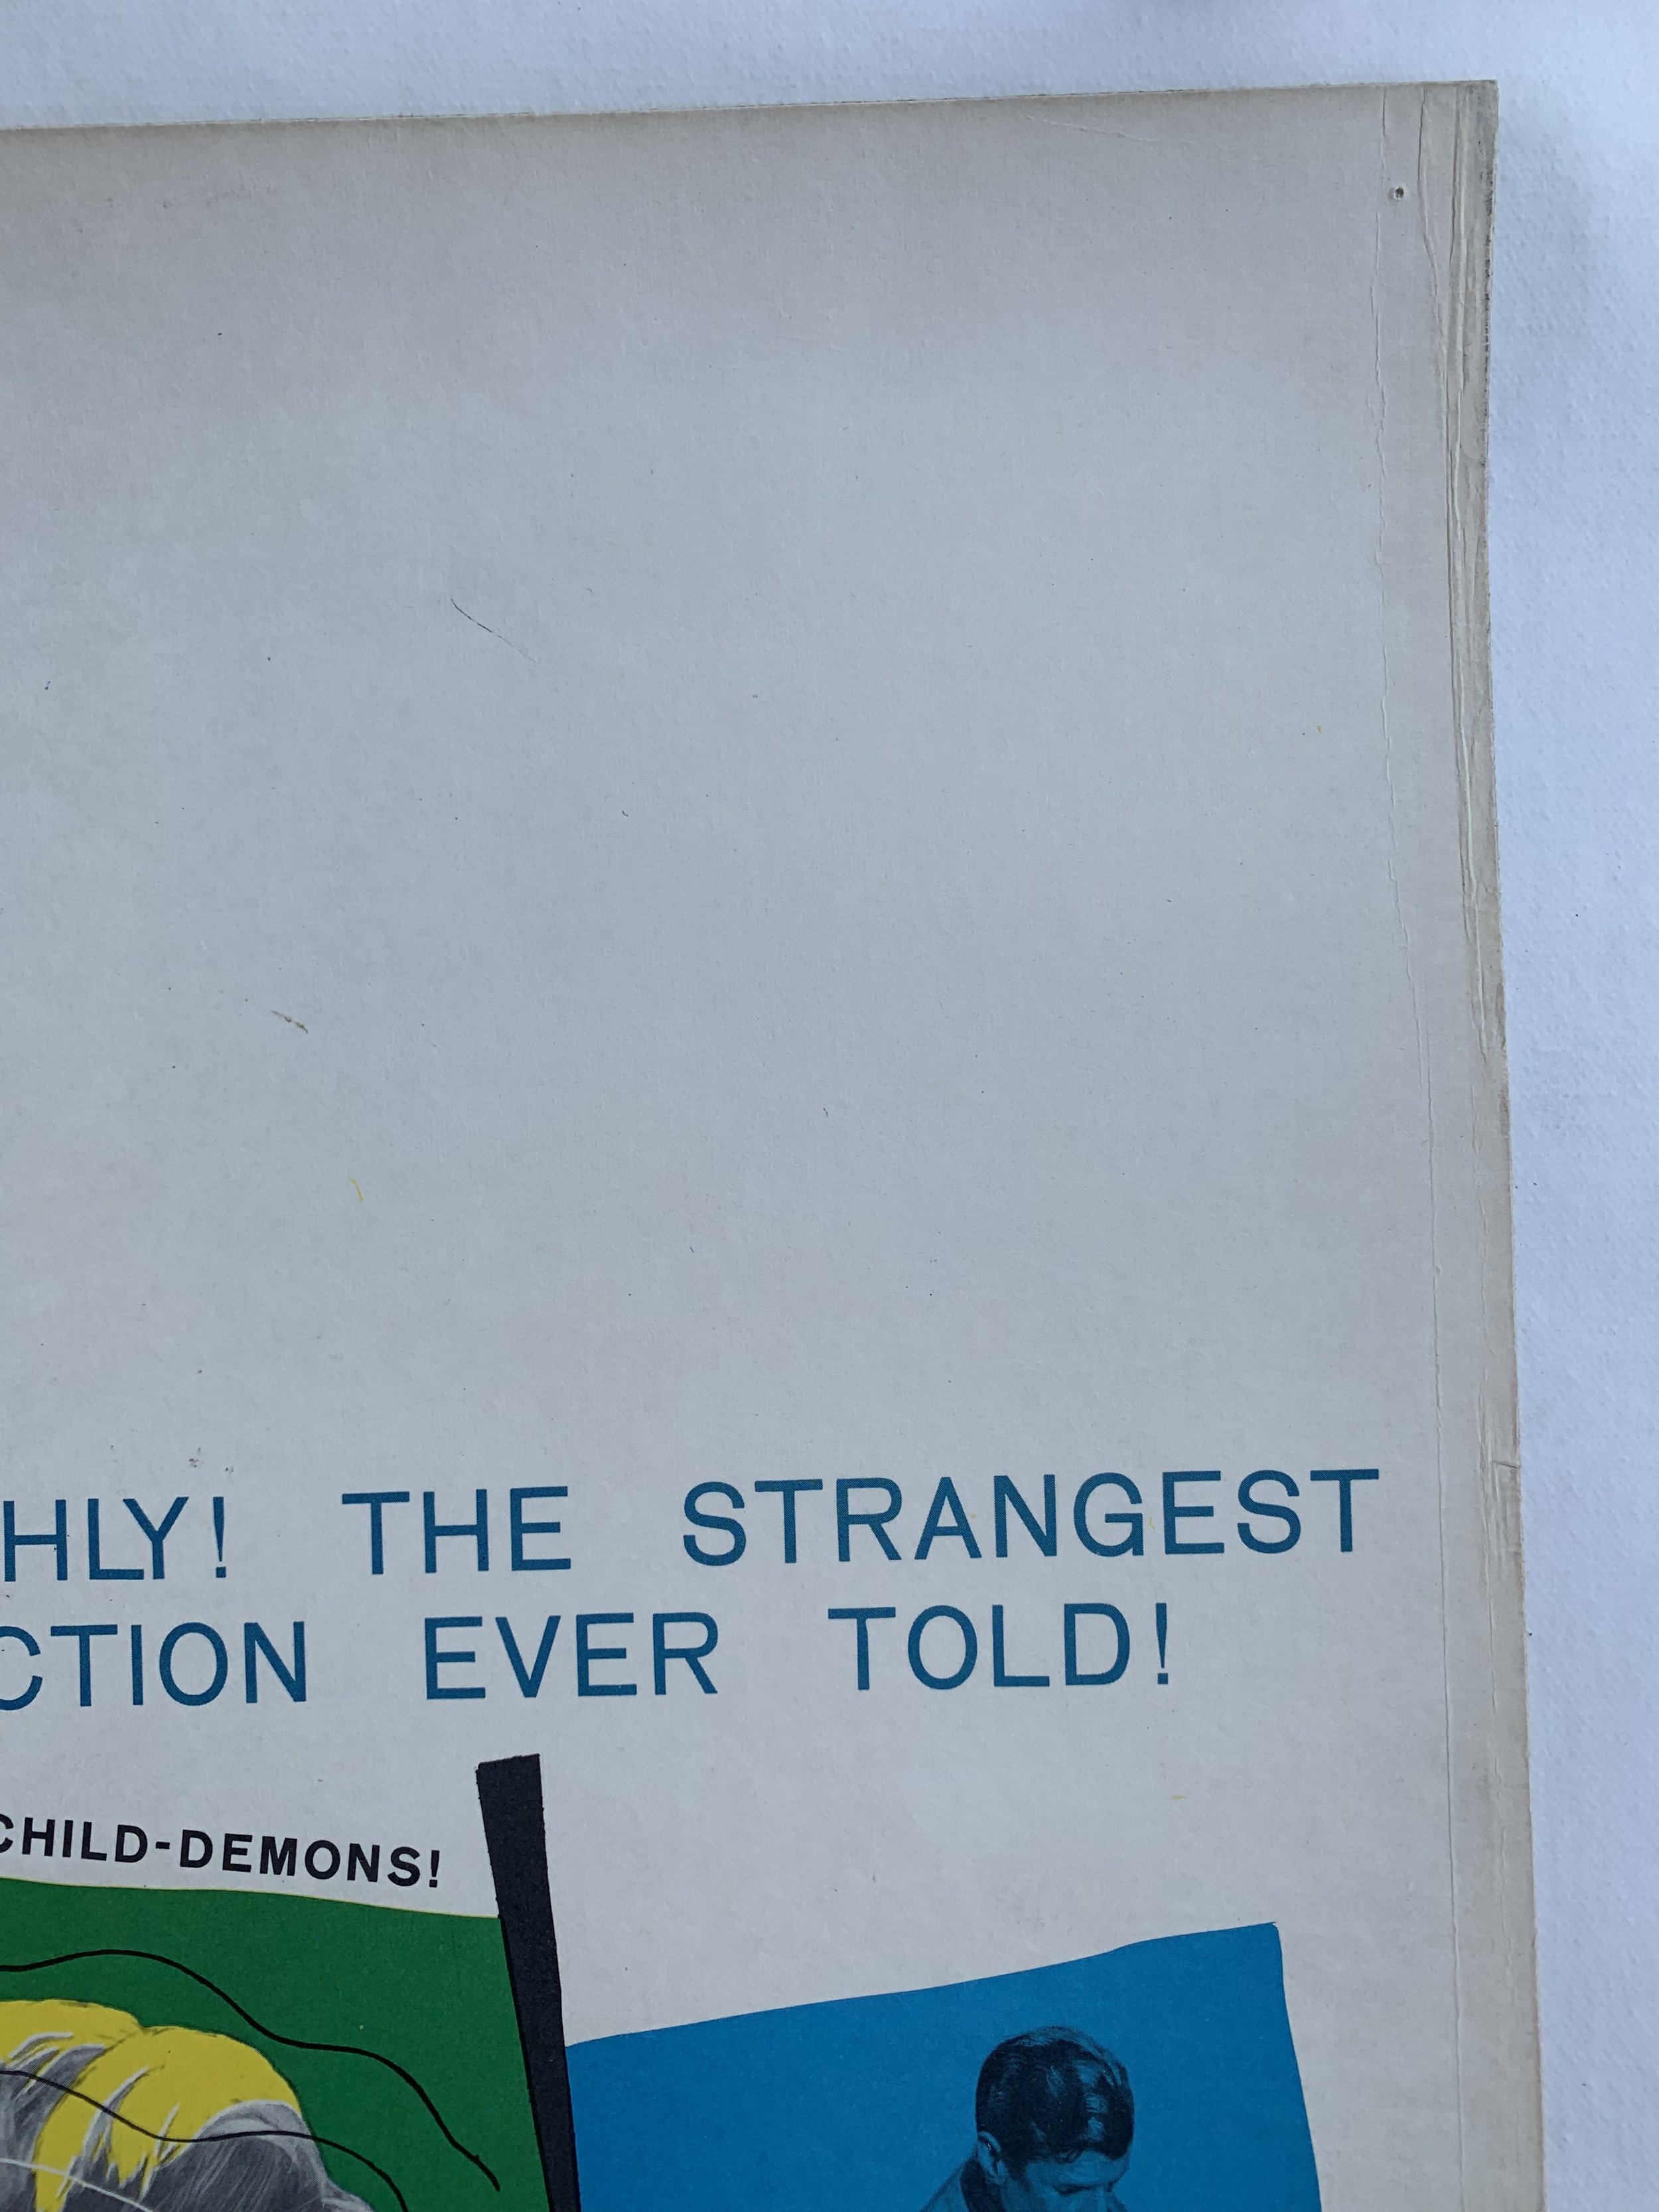 HLY! THE STRANGEST
CTION EVER TOLD!
CHILD-DEMONS!